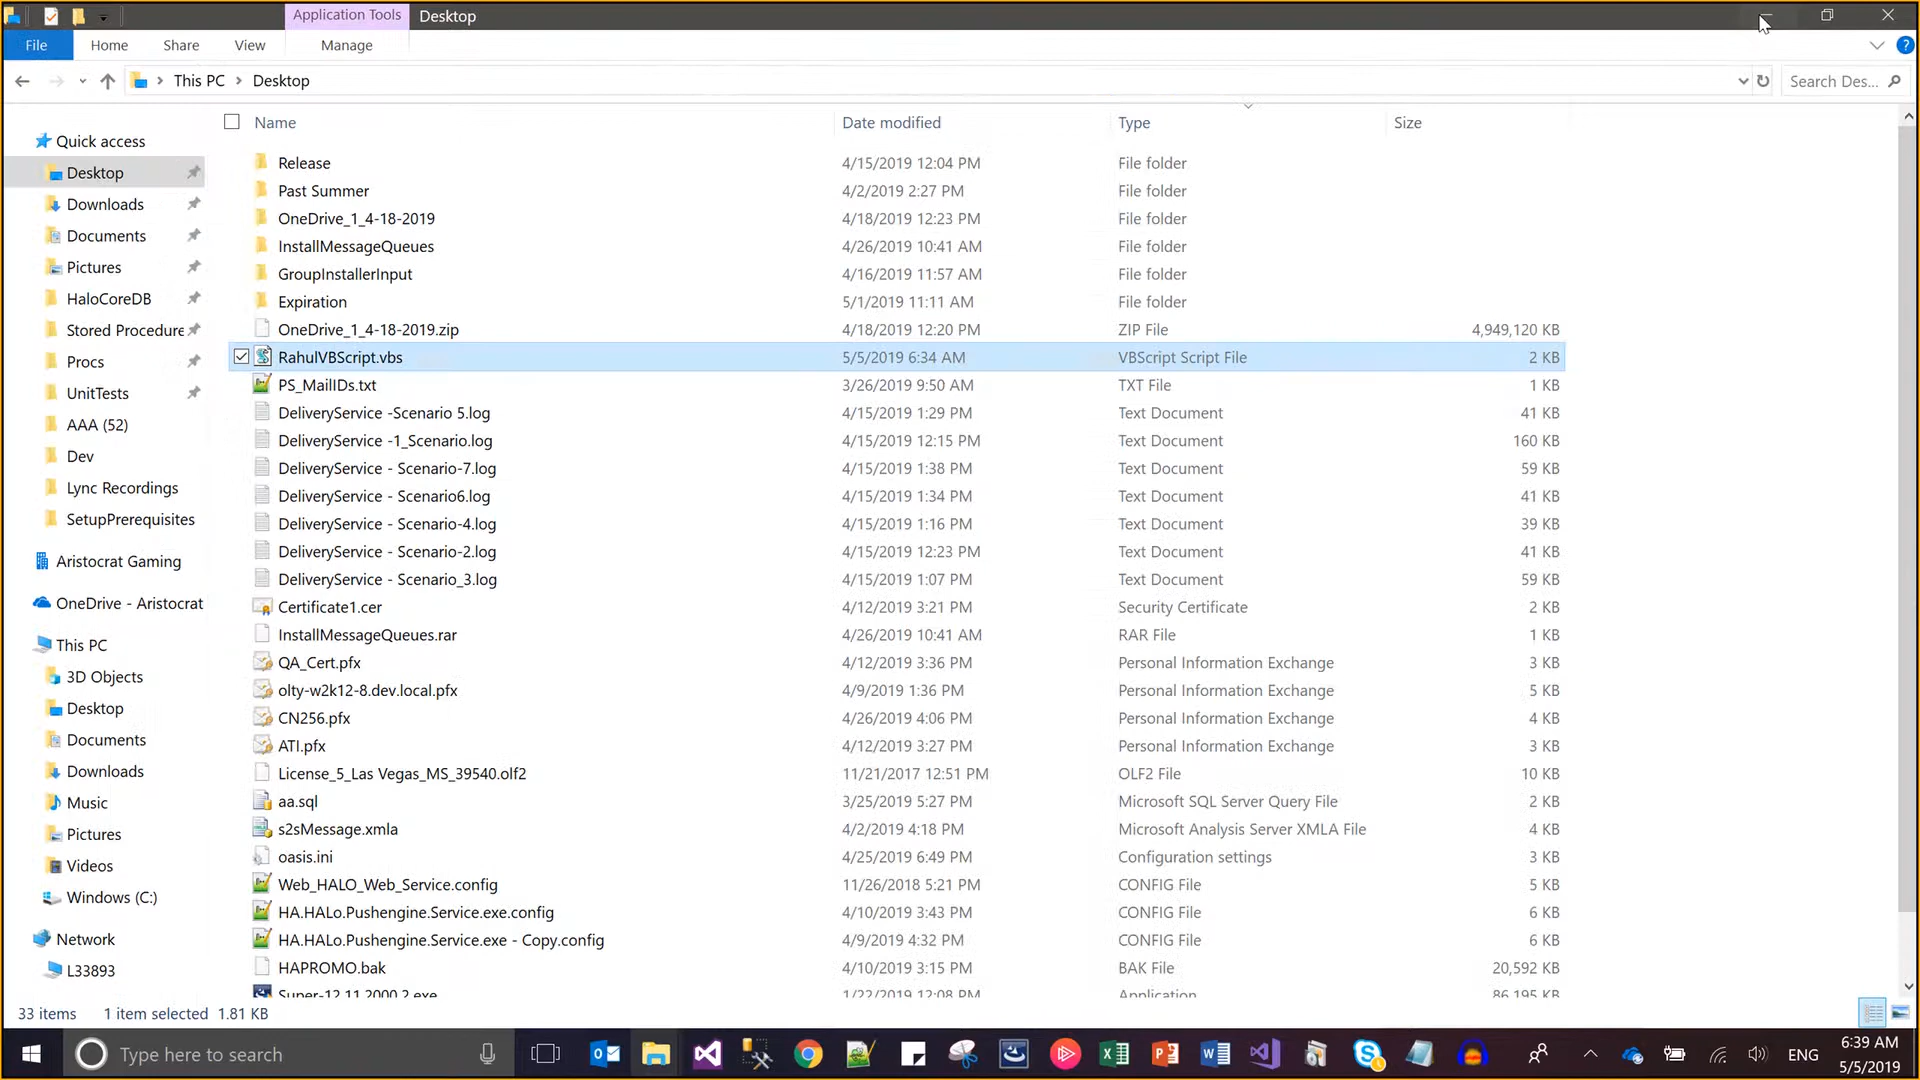 Application Tools
Desktop
File
Home
Share
View
Manage
This PC
Desktop
Search Des...
Name
Date modified
Type
Size
Quick access
Desktop
Downloads
Documents
Pictures
HaloCoreDB
Stored Procedure
Procs
UnitTests
AAA (52)
Dev
Lync Recordings
SetupPrerequisites
Aristocrat Gaming
OneDrive - Aristocrat
This PC
3D Objects
Desktop
Documents
Downloads
Music
Pictures
Videos
Windows (C:)
Network
L33893
Release 4/15/2019 12:04 PM File folder
Past Summer 4/2/2019 2:27 PM File folder
OneDrive_1_4-18-2019 4/18/2019 12:23 PM File folder
InstallMessageQueues 4/26/2019 10:41 AM File folder
GroupInstallerInput 4/16/2019 11:57 AM File folder
Expiration 5/1/2019 11:11 AM File folder
OneDrive_1_4-18-2019.zip 4/18/2019 12:20 PM ZIP File 4,949,120 KB
RahulVBScript.vbs 5/5/2019 6:34 AM VBScript Script File 2 KB
PS_MailIDs.txt 3/26/2019 9:50 AM TXT File 1 KB
DeliveryService -Scenario 5.log 4/15/2019 1:29 PM Text Document 41 KB
DeliveryService -1_Scenario.log 4/15/2019 12:15 PM Text Document 160 KB
DeliveryService - Scenario-7.log 4/15/2019 1:38 PM Text Document 59 KB
DeliveryService - Scenario6.log 4/15/2019 1:34 PM Text Document 41 KB
DeliveryService - Scenario-4.log 4/15/2019 1:16 PM Text Document 39 KB
DeliveryService - Scenario-2.log 4/15/2019 12:23 PM Text Document 41 KB
DeliveryService - Scenario_3.log 4/15/2019 1:07 PM Text Document 59 KB
Certificate1.cer 4/12/2019 3:21 PM Security Certificate 2 KB
InstallMessageQueues.rar 4/26/2019 10:41 AM RAR File 1 KB
QA_Cert.pfx 4/12/2019 3:36 PM Personal Information Exchange 3 KB
olty-w2k12-8.dev.local.pfx 4/9/2019 1:36 PM Personal Information Exchange 5 KB
CN256.pfx 4/26/2019 4:06 PM Personal Information Exchange 4 KB
ATI.pfx 4/12/2019 3:27 PM Personal Information Exchange 3 KB
License_5_Las Vegas_MS_39540.olf2 11/21/2017 12:51 PM OLF2 File 10 KB
aa.sql 3/25/2019 5:27 PM Microsoft SQL Server Query File 2 KB
s2sMessage.xmla 4/2/2019 4:18 PM Microsoft Analysis Server XMLA File 4 KB
oasis.ini 4/25/2019 6:49 PM Configuration settings 3 KB
Web_HALO_Web_Service.config 11/26/2018 5:21 PM CONFIG File 5 KB
HA.HALo.Pushengine.Service.exe.config 4/10/2019 3:43 PM CONFIG File 6 KB
HA.HALo.Pushengine.Service.exe - Copy.config 4/9/2019 4:32 PM CONFIG File 6 KB
HAPROMO.bak 4/10/2019 3:15 PM BAK File 20,592 KB
Super-12.11.2000.2.exe 1/22/2019 12:08 PM Application 86,195 KB
33 items 1 item selected 1.81 KB
Type here to search
ENG
6:39 AM
5/5/2019